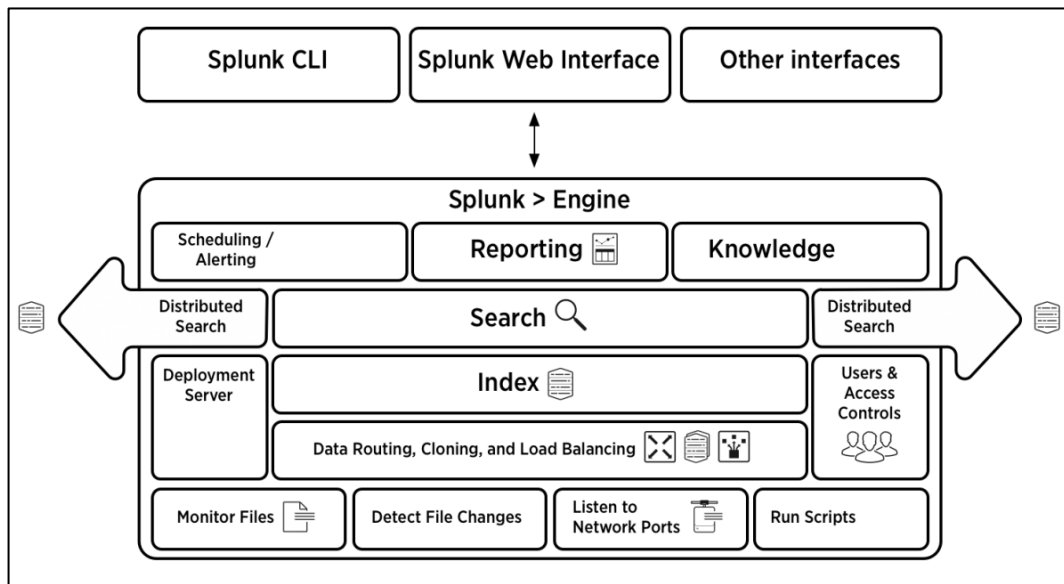 Splunk CLI
Splunk Web Interface
Other interfaces
Splunk > Engine
Scheduling /
Alerting
Reporting
Knowledge
Distributed
Search
Search
Distributed
Search
Deployment
Server
Index
Users &
Access
Controls
Data Routing, Cloning, and Load Balancing
Monitor Files
Detect File Changes
Listen to
Network Ports
Run Scripts